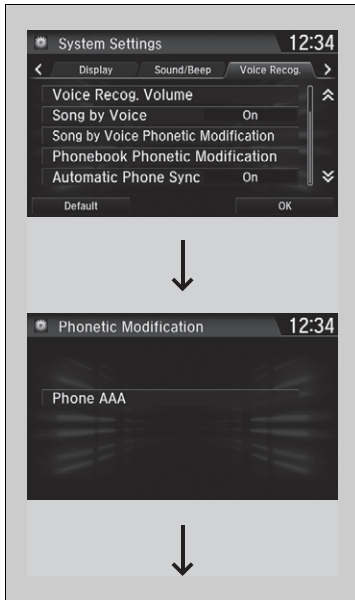 System Settings 12:34
Display Sound/Beep Voice Recog.
Voice Recog. Volume
Song by Voice On
Song by Voice Phonetic Modification
Phonebook Phonetic Modification
Automatic Phone Sync On
Default OK
Phonetic Modification 12:34
Phone AAA